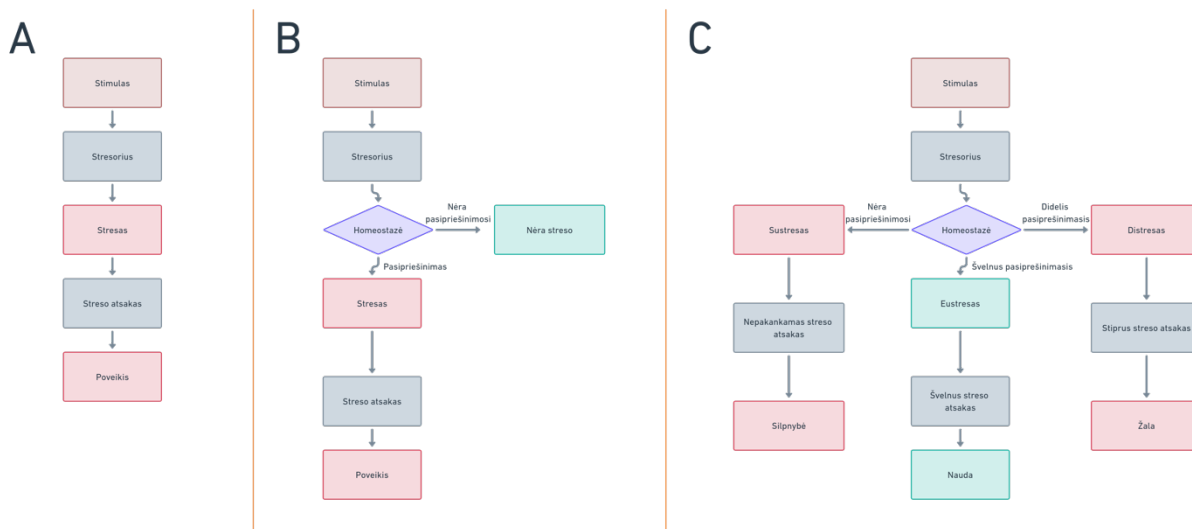 A
Stimulas
Stresorius
Stresas
Streso atsakas
Poveikis
B
Stimulas
Stresorius
Homeostazė
Nėra
pasipriešinimosi
Nėra streso
Pasipriešinimas
Stresas
Streso atsakas
Poveikis
C
Stimulas
Stresorius
Nėra
pasipriešinimosi
Didelis
pasiprešinimasis
Sustresas
Homeostazė
Distresas
Švelnus pasiprešinimasis
Eustresas
Nepakankamas streso
atsakas
Stiprus streso atsakas
Švelnus streso
atsakas
Silpnybė
Žala
Nauda